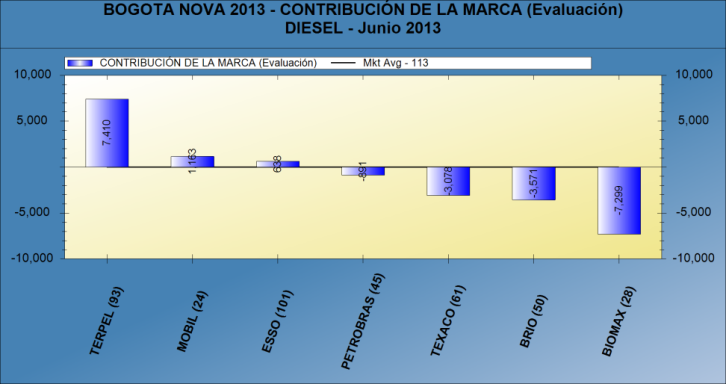 BOGOTA NOVA 2013 - CONTRIBUCIÓN DE LA MARCA (Evaluación)
DIESEL - Junio 2013
CONTRIBUCIÓN DE LA MARCA (Evaluación) Mkt Avg - 113
10,000 10,000
5,000 5,000
7,410 1,163 638 -891 -3,078 -3,571 -7,299
-5,000 -5,000
-10,000 -10,000
TERPEL (93) MOBIL (24) ESSO (101) PETROBRAS (45) TEXACO (61) BRIO (50) BIOMAX (28)